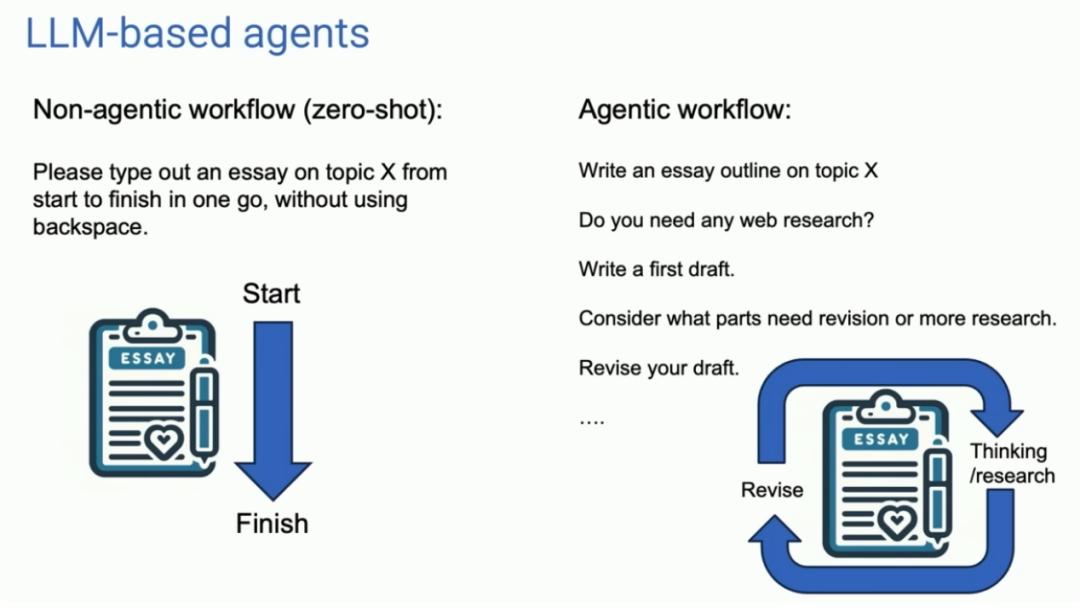 LLM-based agents
Non-agentic workflow (zero-shot):
Please type out an essay on topic X from
start to finish in one go, without using
backspace.
Start
ESSAY
Finish
Agentic workflow:
Write an essay outline on topic X
Do you need any web research?
Write a first draft.
Consider what parts need revision or more research.
Revise your draft.
....
ESSAY
Thinking
/research
Revise